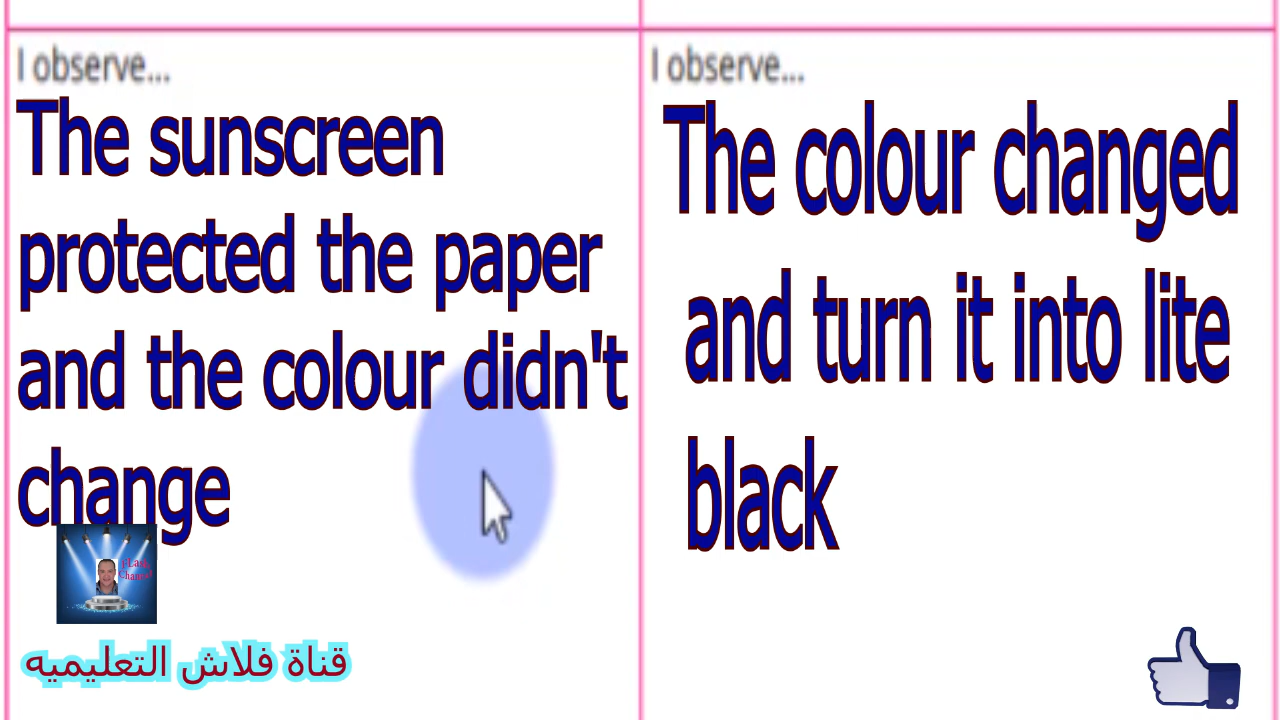 I observe...
The sunscreen
protected the paper
and the colour didn't
change
I observe...
The colour changed
and turn it into lite
black
قناة فلاش التعليميه